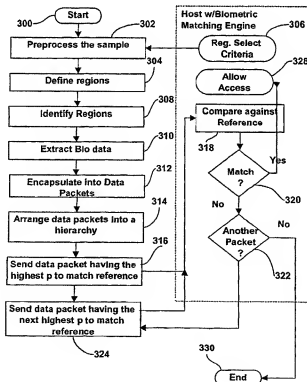 300
Start
Preprocess the sample
302
Define regions
304
Identify Regions
308
Extract Bio data
310
Encapsulate into Data
Packets
312
Arrange data packets into a
hierarchy
314
Send data packet having the
highest p to match reference
316
Send data packet having the
next highest p to match
reference
324
Host w/Biometric
Matching Engine
Reg. Select
Criteria
306
Allow
Access
328
Compare against
Reference
318
Yes
Match
?
320
No
No
Another
Packet
?
322
330
End